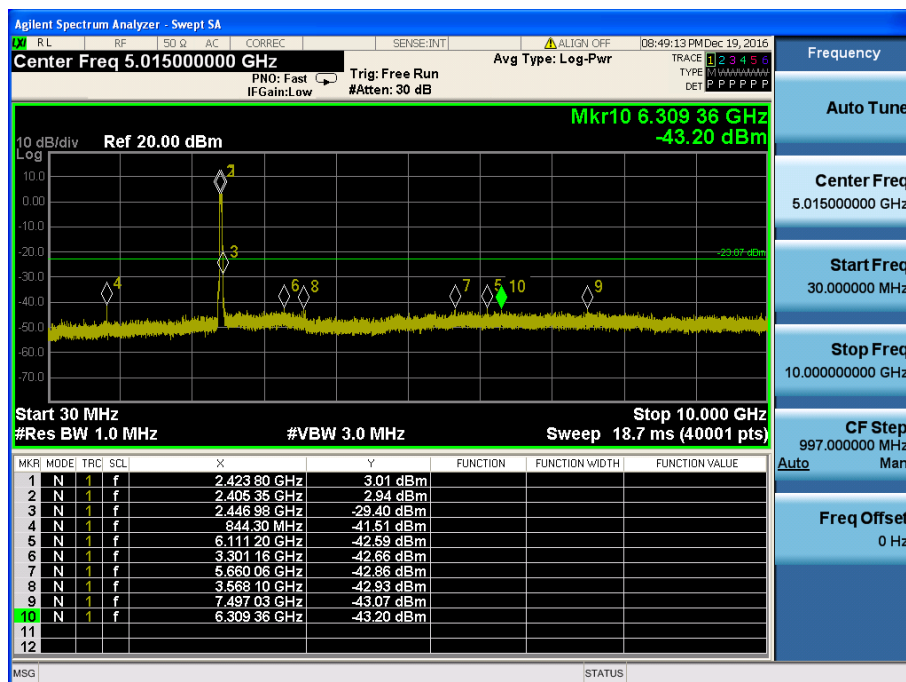 Agilent Spectrum Analyzer - Swept SA
LXI RL RF 50 Ω AC CORREC SENSE:INT ALIGN OFF 08:49:13 PM Dec 19, 2016
Center Freq 5.015000000 GHz Avg Type: Log-Pwr TRACE 1 2 3 4 5 6
PNO: Fast Trig: Free Run TYPE M WWWWW
IFGain:Low #Atten: 30 dB DET P P P P P P
Mkr10 6.309 36 GHz
-43.20 dBm
10 dB/div Ref 20.00 dBm
Log
10.0
0.00
-10.0
-20.0
-30.0
-40.0
-50.0
-60.0
-70.0
-23.07 dBm
2
3
4 6 8 7 5 10 9
Start 30 MHz Stop 10.000 GHz
#Res BW 1.0 MHz #VBW 3.0 MHz Sweep 18.7 ms (40001 pts)
MKR MODE TRC SCL X Y FUNCTION FUNCTION WIDTH FUNCTION VALUE
1 N 1 f 2.423 80 GHz 3.01 dBm
2 N 1 f 2.405 35 GHz 2.94 dBm
3 N 1 f 2.446 98 GHz -29.40 dBm
4 N 1 f 844.30 MHz -41.51 dBm
5 N 1 f 6.111 20 GHz -42.59 dBm
6 N 1 f 3.301 16 GHz -42.66 dBm
7 N 1 f 5.660 06 GHz -42.86 dBm
8 N 1 f 3.568 10 GHz -42.93 dBm
9 N 1 f 7.497 03 GHz -43.07 dBm
10 N 1 f 6.309 36 GHz -43.20 dBm
11
12
MSG STATUS
Frequency
Auto Tune
Center Freq
5.015000000 GHz
Start Freq
30.000000 MHz
Stop Freq
10.000000000 GHz
CF Step
997.000000 MHz
Auto Man
Freq Offset
0 Hz